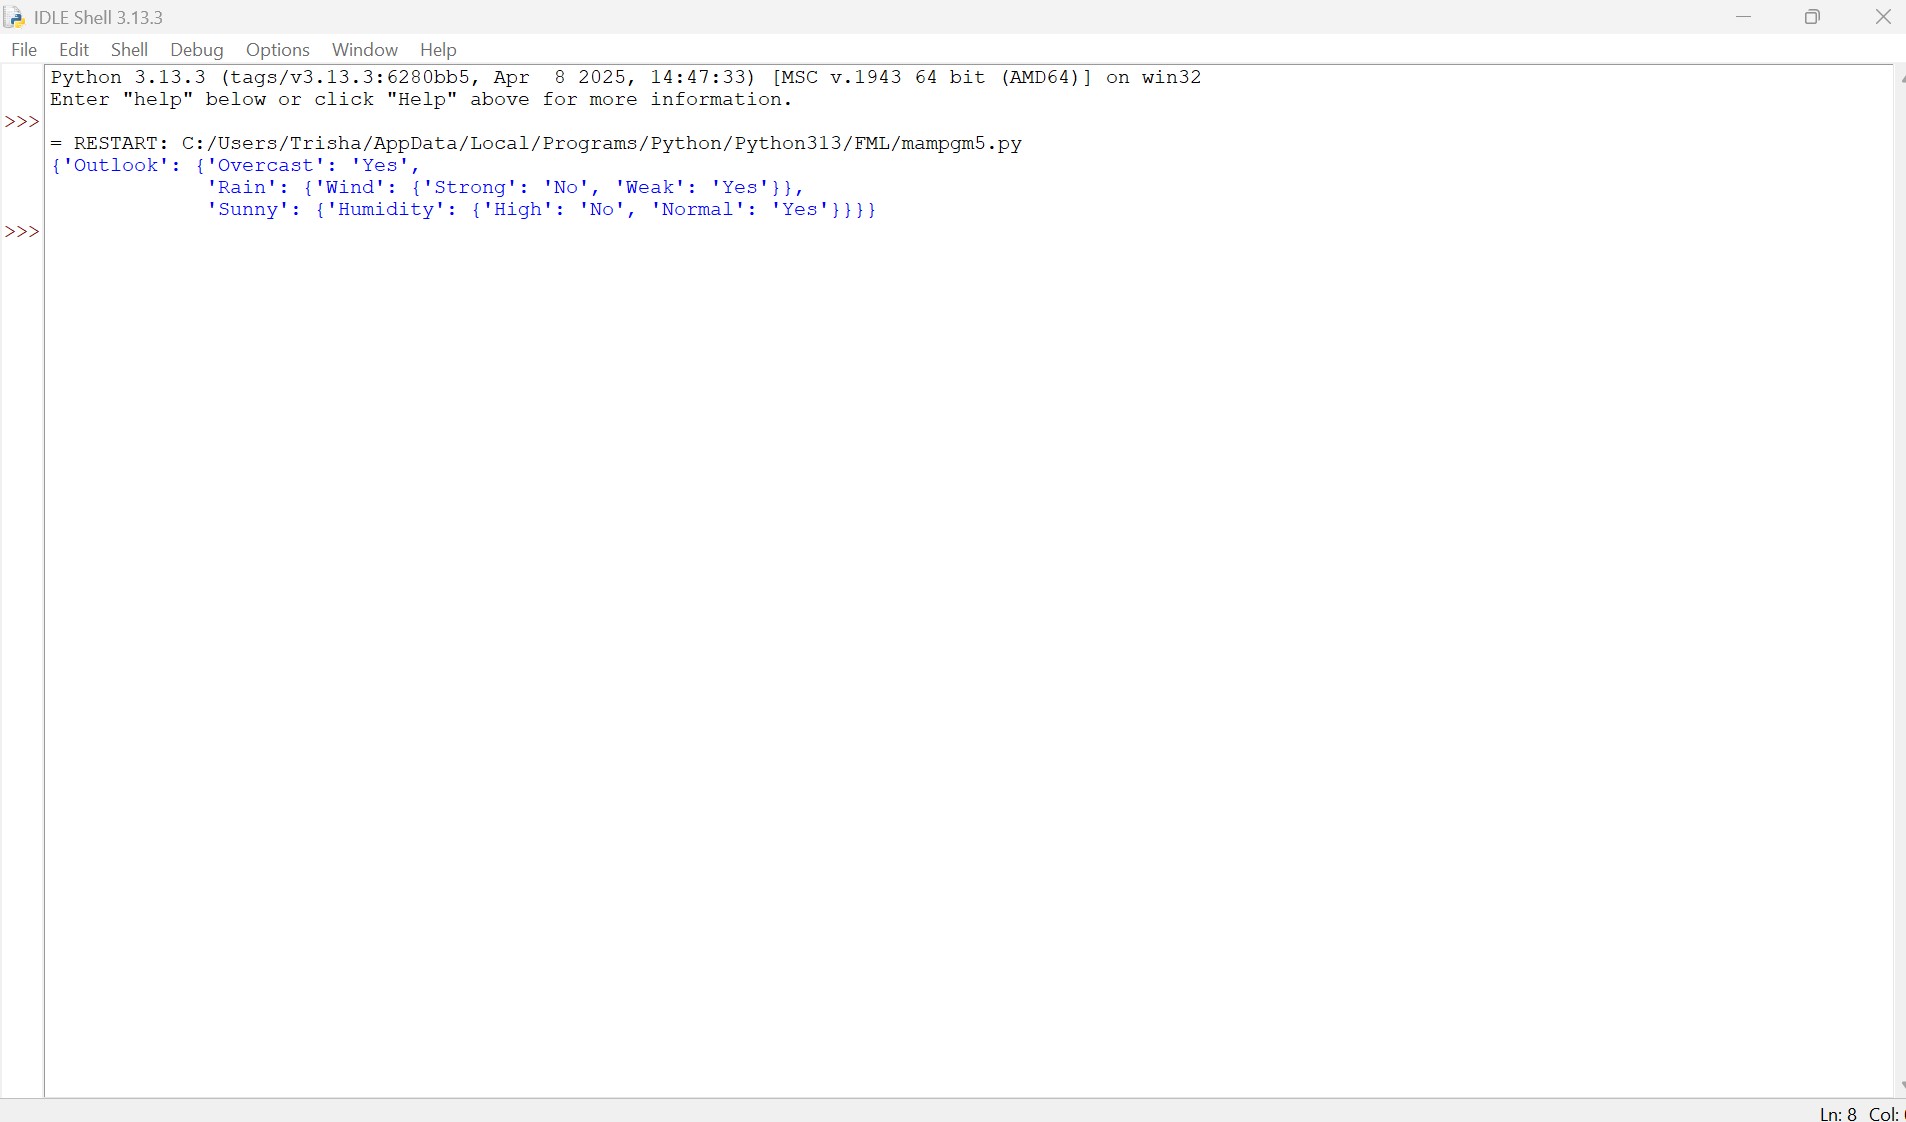 IDLE Shell 3.13.3
File Edit Shell Debug Options Window Help
Python 3.13.3 (tags/v3.13.3:6280bb5, Apr  8 2025, 14:47:33) [MSC v.1943 64 bit (AMD64)] on win32
Enter "help" below or click "Help" above for more information.
>>>
= RESTART: C:/Users/Trisha/AppData/Local/Programs/Python/Python313/FML/mampgm5.py
{'Outlook': {'Overcast': 'Yes',
             'Rain': {'Wind': {'Strong': 'No', 'Weak': 'Yes'}},
             'Sunny': {'Humidity': {'High': 'No', 'Normal': 'Yes'}}}}
>>>
Ln: 8 Col: